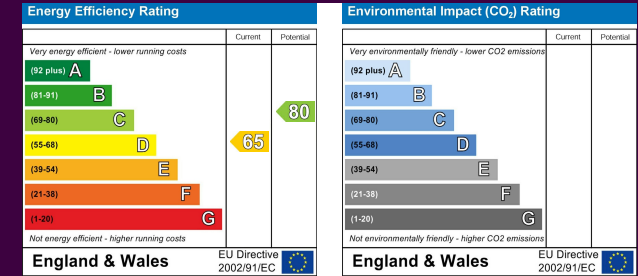 Energy Efficiency Rating
Current Potential
Very energy efficient - lower running costs
(92 plus) A
(81-91) B
(69-80) C
80
(55-68) D
65
(39-54) E
(21-38) F
(1-20) G
Not energy efficient - higher running costs
England & Wales
EU Directive
2002/91/EC
Environmental Impact (CO₂) Rating
Current Potential
Very environmentally friendly - lower CO2 emissions
(92 plus) A
(81-91) B
(69-80) C
(55-68) D
(39-54) E
(21-38) F
(1-20) G
Not environmentally friendly - higher CO2 emissions
England & Wales
EU Directive
2002/91/EC